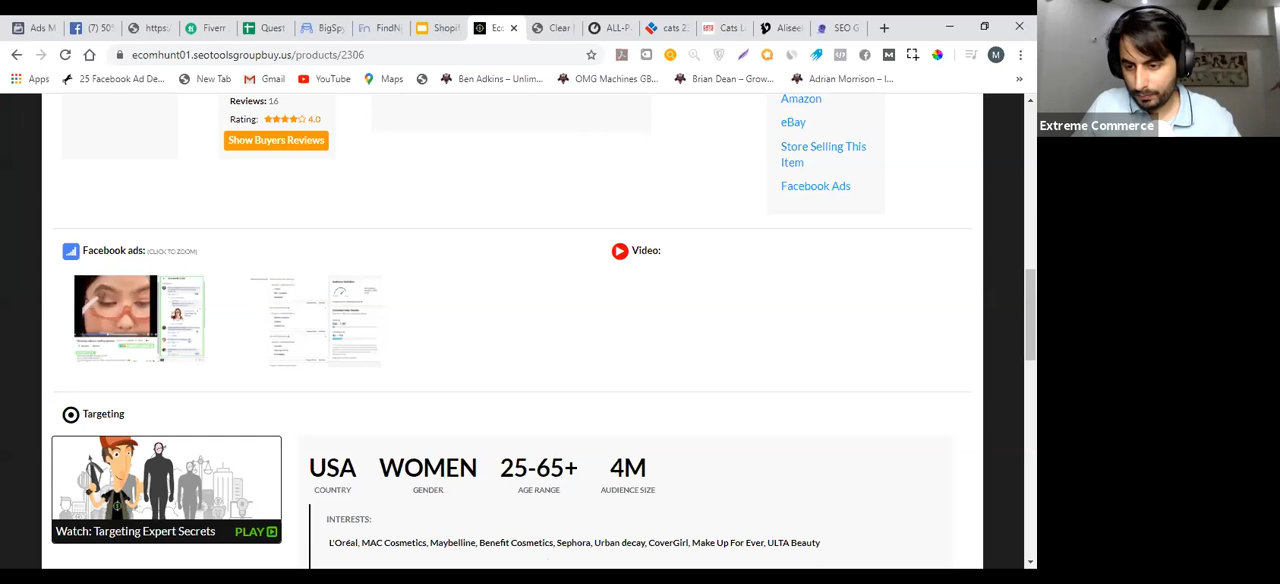 Ads M
(7) 50%
https:/
Fiverr
Quest
BigSpy
FindNi
Shopif
Ec
Clear I
ALL-P
cats 23
Cats L
Aliseel
SEO G
ecomhunt01.seotoolsgroupbuy.us/products/2306
M
Apps
25 Facebook Ad De...
New Tab
Gmail
YouTube
Maps
Ben Adkins – Unlim...
OMG Machines GB...
Brian Dean – Grow...
Adrian Morrison – I...
»
Reviews: 16
Rating: 4.0
Show Buyers Reviews
Amazon
eBay
Store Selling This
Item
Facebook Ads
Extreme Commerce
Facebook ads: (CLICK TO ZOOM)
Video:
Targeting
Watch: Targeting Expert Secrets PLAY
USA WOMEN 25-65+ 4M
COUNTRY GENDER AGE RANGE AUDIENCE SIZE
INTERESTS:
L'Oréal, MAC Cosmetics, Maybelline, Benefit Cosmetics, Sephora, Urban decay, CoverGirl, Make Up For Ever, ULTA Beauty